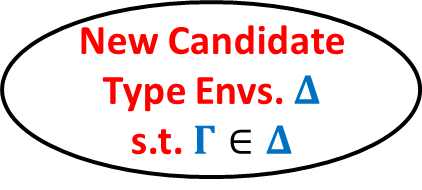 New Candidate
Type Envs. Δ
s.t. Γ ∈ Δ